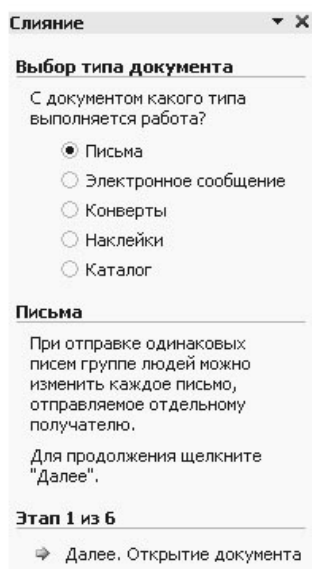 Слияние
Выбор типа документа
С документом какого типа
выполняется работа?
Письма
Электронное сообщение
Конверты
Наклейки
Каталог
Письма
При отправке одинаковых
писем группе людей можно
изменить каждое письмо,
отправляемое отдельному
получателю.
Для продолжения щелкните
"Далее".
Этап 1 из 6
Далее. Открытие документа